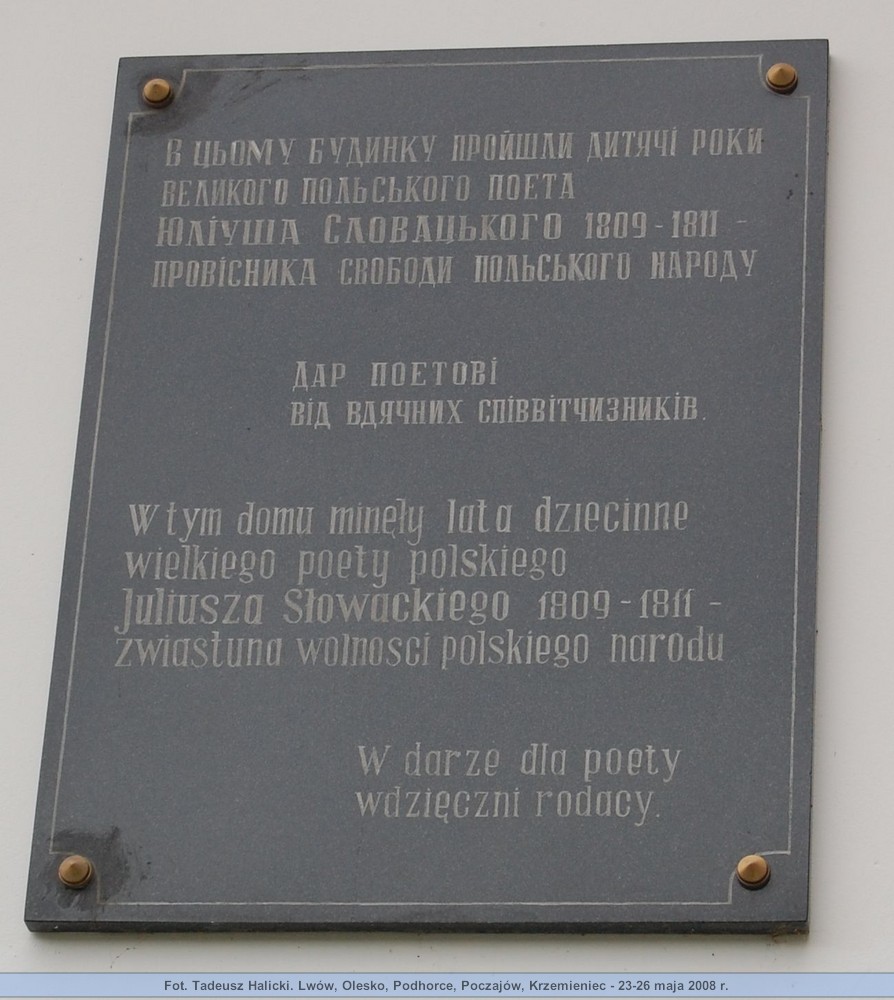 В ЦЬОМУ БУДИНКУ ПРОЙШЛИ ДИТЯЧІ РОКИ
ВЕЛИКОГО ПОЛЬСЬКОГО ПОЕТА
ЮЛІУША СЛОВАЦЬКОГО 1809 - 1811 -
ПРОВІСНИКА СВОБОДИ ПОЛЬСЬКОГО НАРОДУ
ДАР ПОЕТОВІ
ВІД ВДЯЧНИХ СПІВВІТЧИЗНИКІВ.
W tym domu minęły lata dziecinne
wielkiego poety polskiego
Juliusza Słowackiego 1809 - 1811 -
zwiastuna wolnosci polskiego narodu
W darze dla poety
wdzięczni rodacy.
Fot. Tadeusz Halicki. Lwów, Olesko, Podhorce, Poczajów, Krzemieniec - 23-26 maja 2008 r.